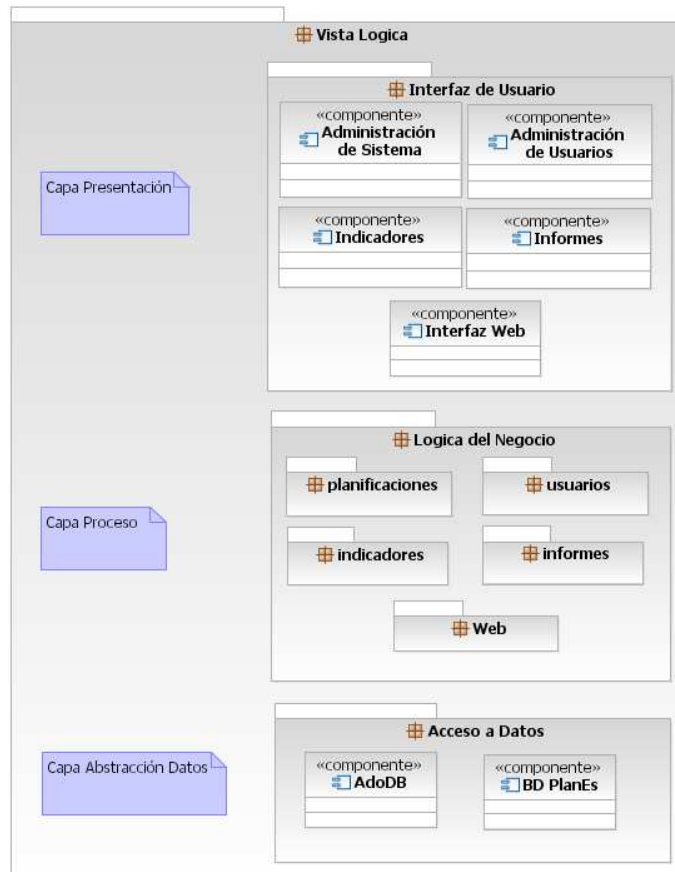 Vista Logica
Interfaz de Usuario
«componente»
Administración
de Sistema
«componente»
Administración
de Usuarios
Capa Presentación
«componente»
Indicadores
«componente»
Informes
«componente»
Interfaz Web
Logica del Negocio
planificaciones
usuarios
Capa Proceso
indicadores
informes
Web
Acceso a Datos
Capa Abstracción Datos
«componente»
AdoDB
«componente»
BD PlanEs